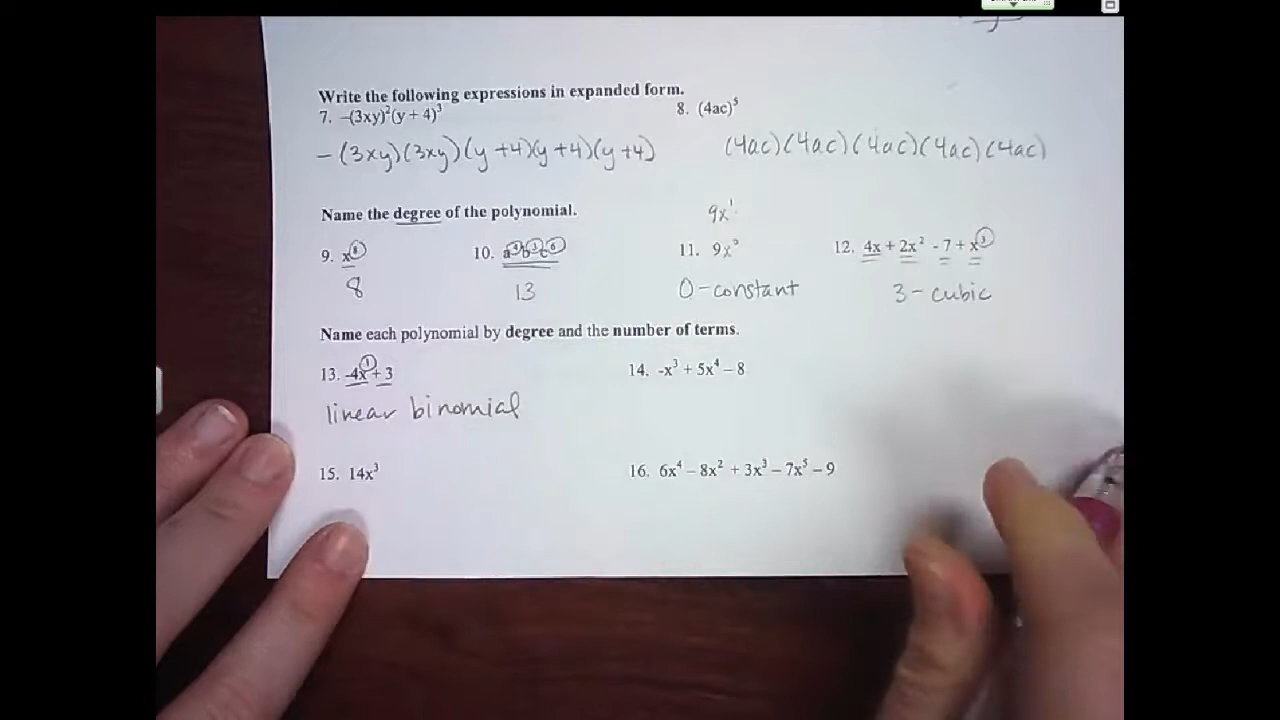 Write the following expressions in expanded form.
7. -(3xy)²(y + 4)³ 8. (4ac)⁵
- (3xy)(3xy)(y+4)(y+4)(y+4) (4ac)(4ac)(4ac)(4ac)(4ac)
Name the degree of the polynomial.
9x¹
9. x⁸ 10. a⁴b³c⁶ 11. 9x⁰ 12. 4x + 2x² - 7 + x³
8 13 0-constant 3-cubic
Name each polynomial by degree and the number of terms.
13. -4x¹ + 3 14. -x³ + 5x⁴ – 8
linear binomial
15. 14x³ 16. 6x⁴ – 8x² + 3x³ – 7x⁵ – 9